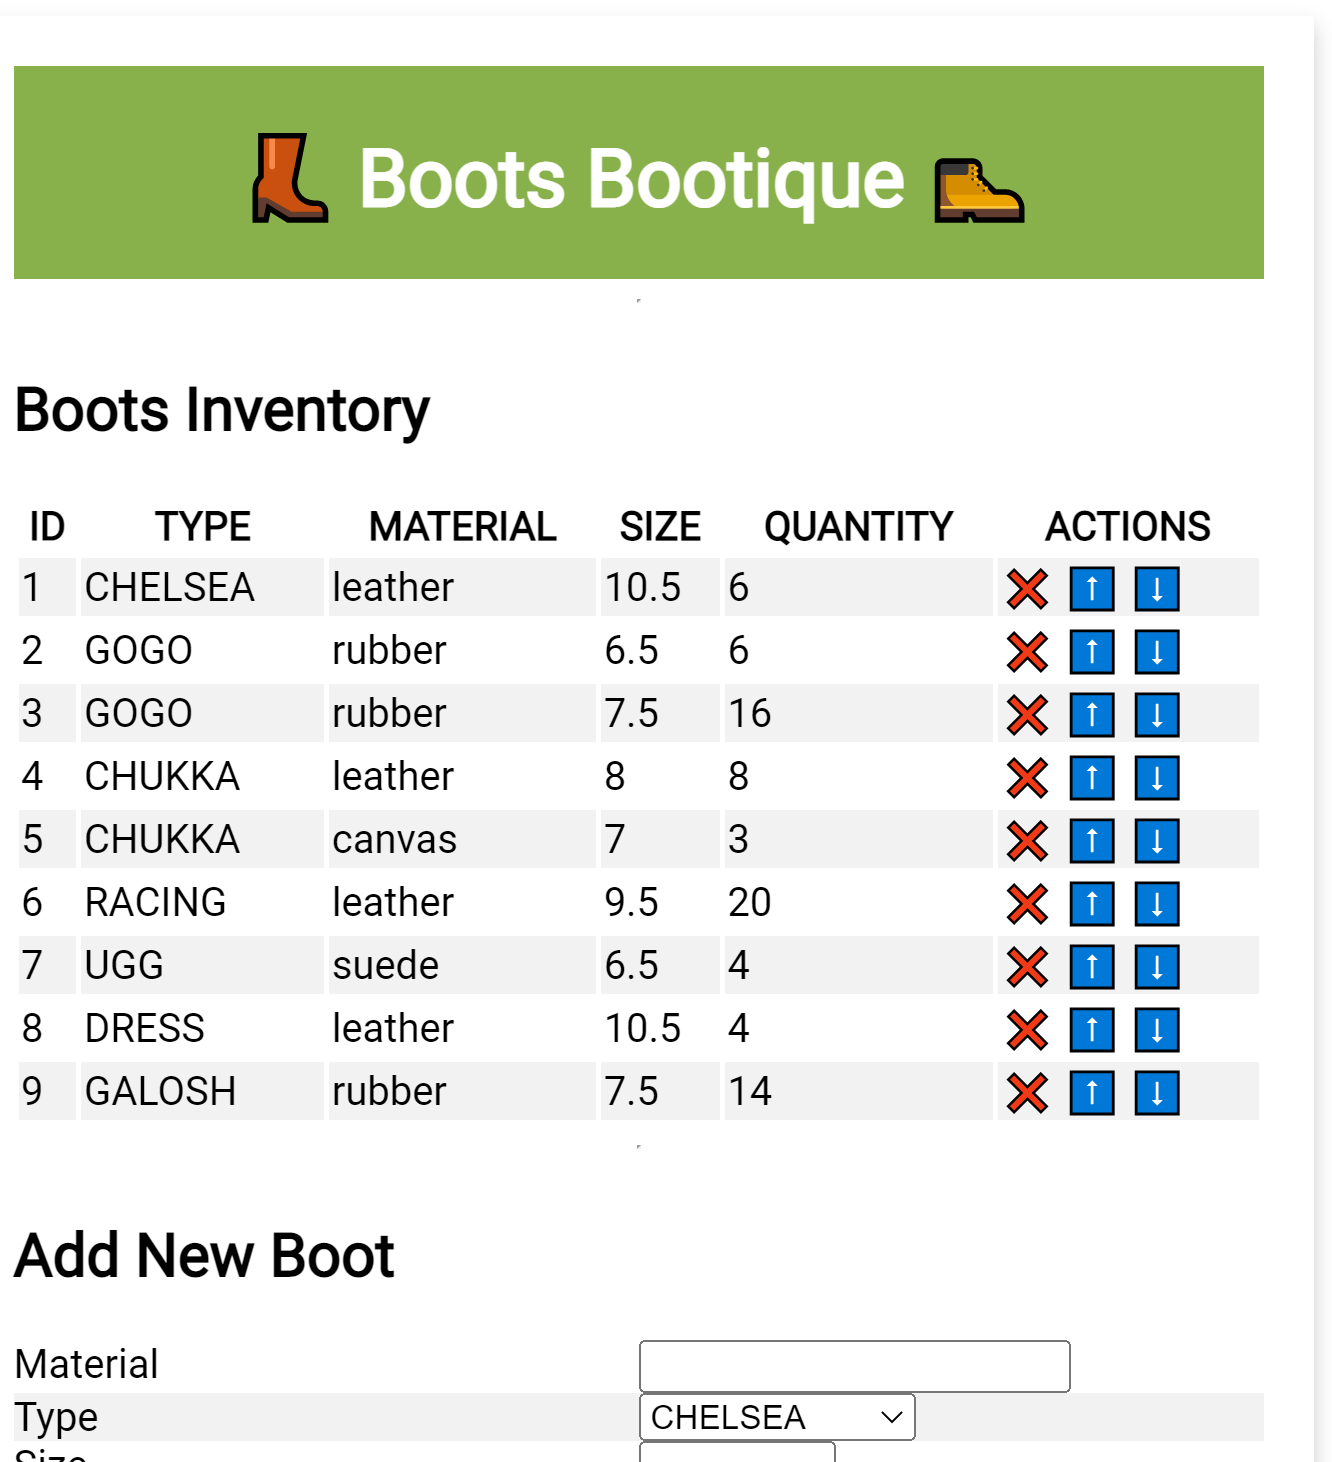 Boots Bootique
Boots Inventory
ID TYPE MATERIAL SIZE QUANTITY ACTIONS
1 CHELSEA leather 10.5 6
2 GOGO rubber 6.5 6
3 GOGO rubber 7.5 16
4 CHUKKA leather 8 8
5 CHUKKA canvas 7 3
6 RACING leather 9.5 20
7 UGG suede 6.5 4
8 DRESS leather 10.5 4
9 GALOSH rubber 7.5 14
Add New Boot
Material
Type CHELSEA
Size